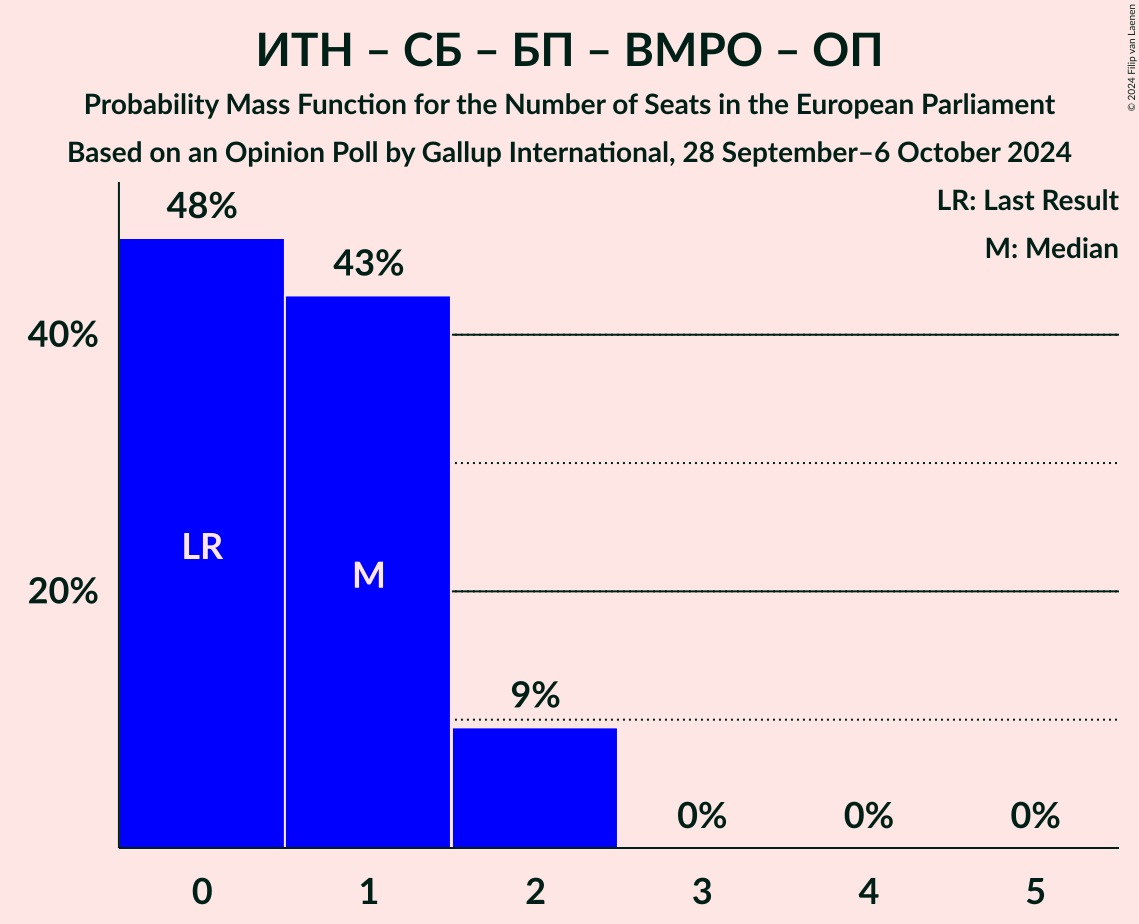 ИТН – СБ – БП – ВМРО – ОП
Probability Mass Function for the Number of Seats in the European Parliament
Based on an Opinion Poll by Gallup International, 28 September–6 October 2024
© 2024 Filip van Laenen
LR: Last Result
M: Median
48%
43%
40%
LR
M
20%
9%
0% 0% 0%
0 1 2 3 4 5